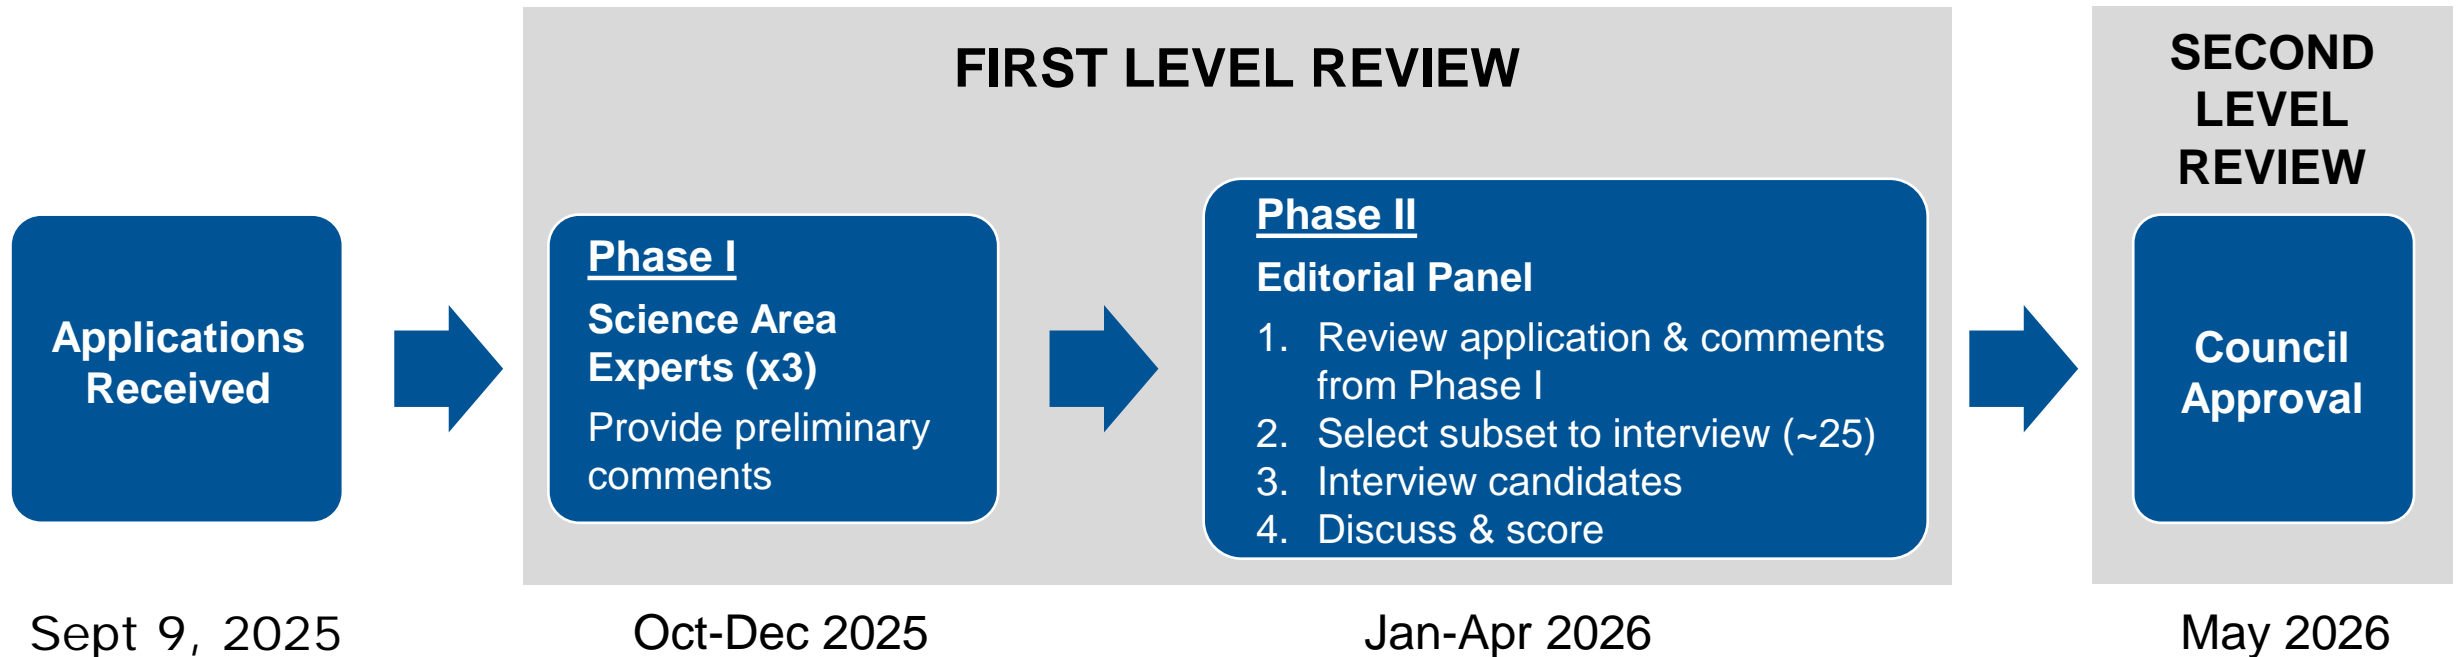 FIRST LEVEL REVIEW
SECOND
LEVEL
REVIEW
Applications
Received
Phase I
Science Area
Experts (x3)
Provide preliminary
comments
Phase II
Editorial Panel
1. Review application & comments
from Phase I
2. Select subset to interview (~25)
3. Interview candidates
4. Discuss & score
Council
Approval
Sept 9, 2025
Oct-Dec 2025
Jan-Apr 2026
May 2026